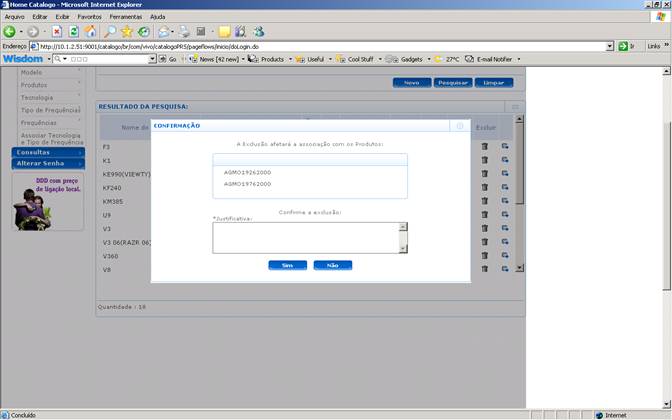 Home Catalogo - Microsoft Internet Explorer
Arquivo Editar Exibir Favoritos Ferramentas Ajuda
Endereço http://10.1.2.51:9001/catalogo/br/com/vivo/catalogoPRS/pageflows/inicio/doLogin.do Ir Links »
Wisdom Go News [42 new] Products Useful Cool Stuff Gadgets 27°C E-mail Notifier
Modelo
Produtos
Tecnologia
Tipo de Frequências
Frequências
Associar Tecnologia e Tipo de Frequência
Consultas
Alterar Senha
DDD com preço de ligação local.
Novo Pesquisar Limpar
RESULTADO DA PESQUISA:
Nome do
Excluir
F3
K1
KE990(VIEWTY)
KF240
KM385
U9
V3
V3 06(RAZR 06)
V360
V8
Quantidade : 18
CONFIRMAÇÃO
A Exclusão afetará a associação com os Produtos:
AGMO19262000
AGMO19762000
Confirme a exclusão:
*Justificativa:
Sim Não
Concluído
Internet